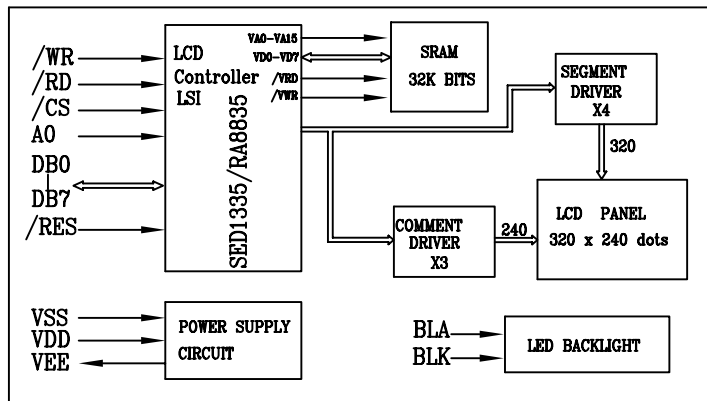 /WR
/RD
/CS
A0
DB0
DB7
/RES
LCD
Controller
LSI
SED1335/RA8835
VA0-VA15
VD0-VD7
/VRD
/VWR
SRAM
32K BITS
SEGMENT
DRIVER
X4
320
COMMENT
DRIVER
X3
240
LCD PANEL
320 x 240 dots
VSS
VDD
VEE
POWER SUPPLY
CIRCUIT
BLA
BLK
LED BACKLIGHT